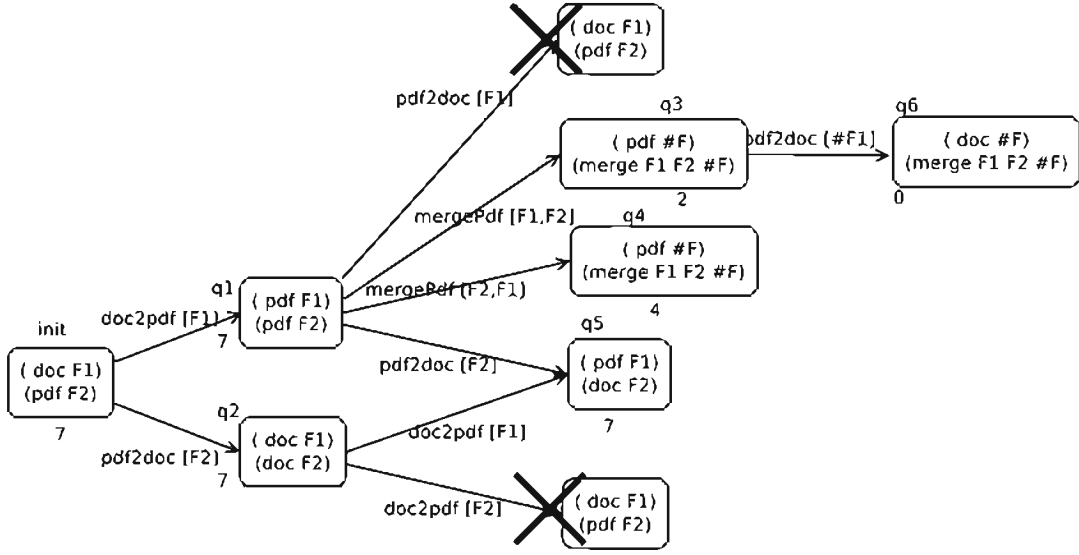 ( doc F1)
(pdf F2)
pdf2doc [F1]
q3
( pdf #F)
(merge F1 F2 #F)
2
pdf2doc (#F1)
q6
( doc #F)
(merge F1 F2 #F)
0
mergePdf [F1,F2]
q4
( pdf #F)
(merge F1 F2 #F)
4
mergePdf (F2,F1)
q1
( pdf F1)
(pdf F2)
7
doc2pdf [F1)
init
( doc F1)
(pdf F2)
7
pdf2doc [F2]
q5
( pdf F1)
(doc F2)
7
q2
( doc F1)
(doc F2)
7
doc2pdf [F1]
pdf2doc [F2]
doc2pdf [F2]
( doc F1)
(pdf F2)